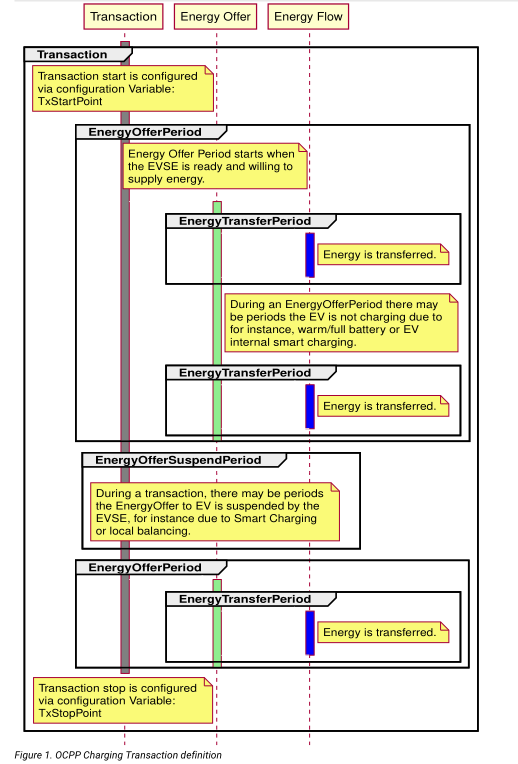 Transaction
Energy Offer
Energy Flow
Transaction
Transaction start is configured
via configuration Variable:
TxStartPoint
EnergyOfferPeriod
Energy Offer Period starts when
the EVSE is ready and willing to
supply energy.
EnergyTransferPeriod
Energy is transferred.
During an EnergyOfferPeriod there may
be periods the EV is not charging due to
for instance, warm/full battery or EV
internal smart charging.
EnergyTransferPeriod
Energy is transferred.
EnergyOfferSuspendPeriod
During a transaction, there may be periods
the EnergyOffer to EV is suspended by the
EVSE, for instance due to Smart Charging
or local balancing.
EnergyOfferPeriod
EnergyTransferPeriod
Energy is transferred.
Transaction stop is configured
via configuration Variable:
TxStopPoint
Figure 1. OCPP Charging Transaction definition